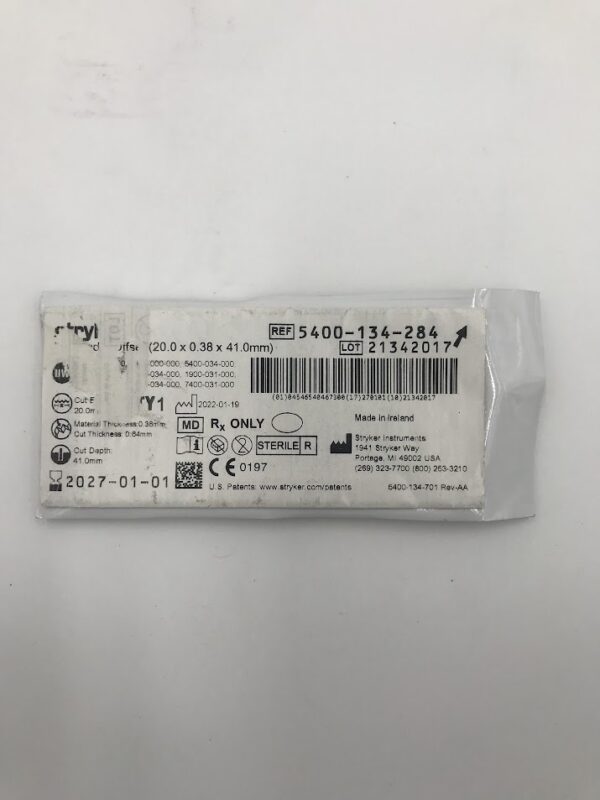 REF 5400-134-284
(20.0 x 0.38 x 41.0mm)
LOT 21342017
-000-000, 5400-034-000,
-034-000, 1900-031-000,
-034-000, 7400-031-000
(01)04546540467300(17)270101(10)21342017
20.0m
Y1
2022-01-19
Material Thickness:0.38mm
Cut Thickness: 0.64mm
MD Rx ONLY
Made in Ireland
STERILE R
Stryker Instruments
1941 Stryker Way
Portage, MI 49002 USA
(269) 323-7700 (800) 253-3210
Cut Depth:
41.0mm
CE 0197
2027-01-01
U.S. Patents: www.stryker.com/patents
5400-134-701 Rev-AA